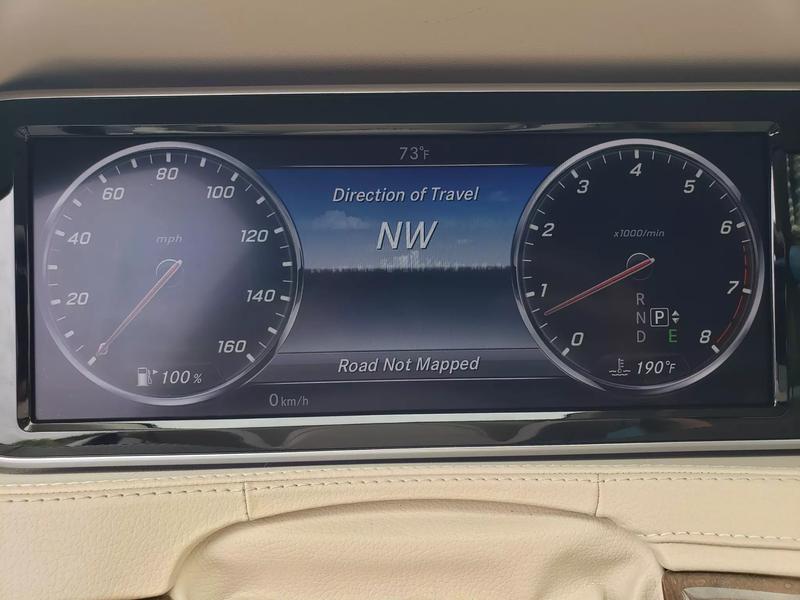 73°F
Direction of Travel
NW
Road Not Mapped
0 km/h
20
40
60
80
100
120
140
160
mph
100 %
0
1
2
3
4
5
6
7
8
x1000/min
R
N P
D E
190°F